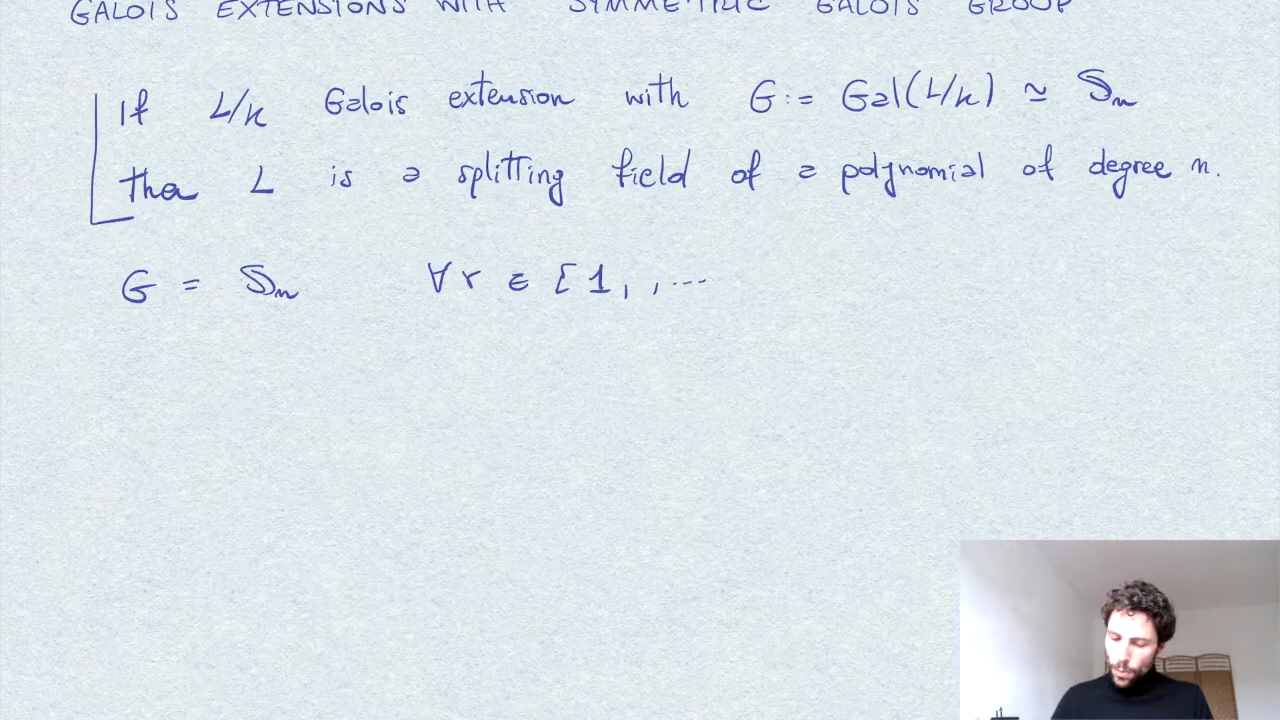 GALOIS EXTENSIONS WITH SYMMETRIC GALOIS GROUP
If L/k Galois extension with G := Gal(L/k) ≃ 𝕊ₙ
then L is a splitting field of a polynomial of degree n.
G = 𝕊ₙ ∀ r ∈ [1, , ...